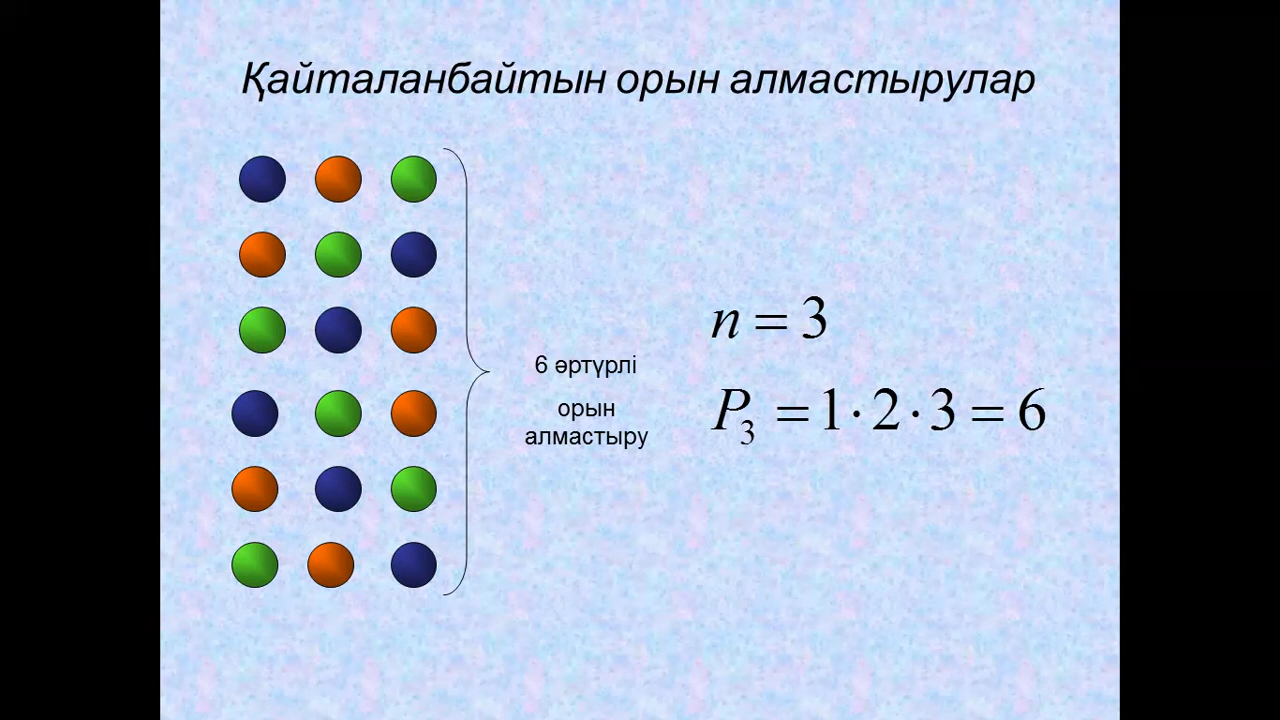 Қайталанбайтын орын алмастырулар
6 әртүрлі
орын
алмастыру
n = 3
P₃ = 1·2·3 = 6